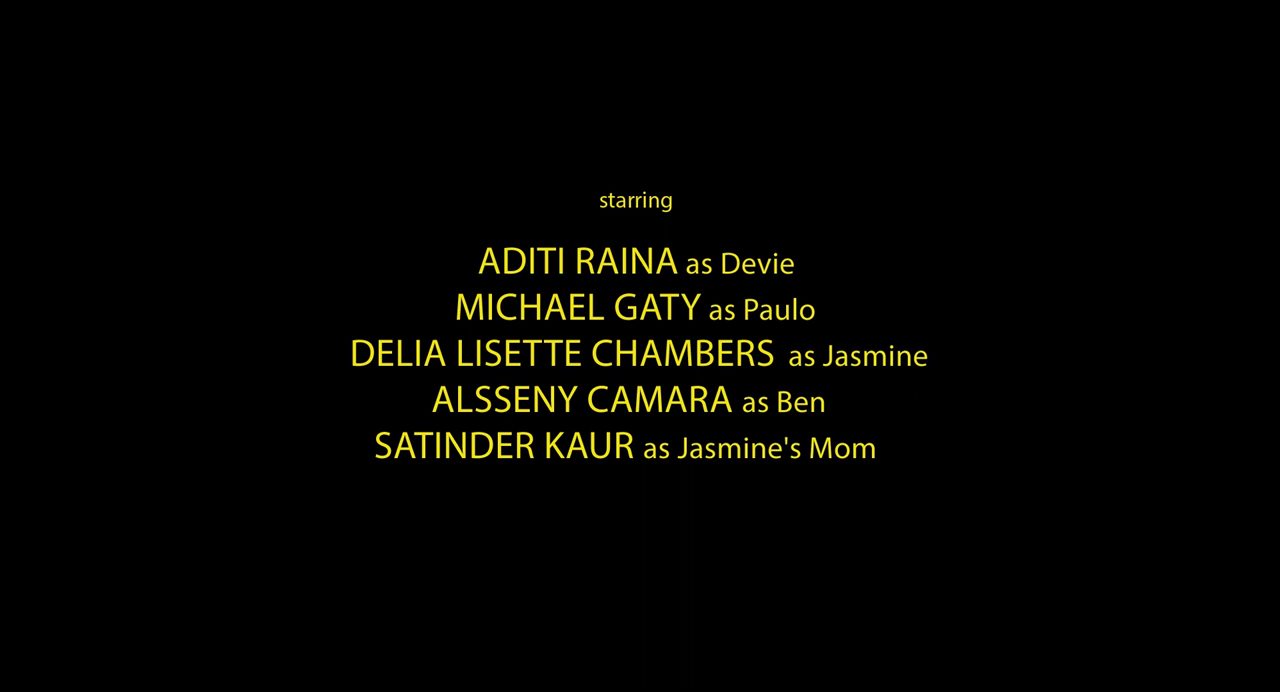 starring
ADITI RAINA as Devie
MICHAEL GATY as Paulo
DELIA LISETTE CHAMBERS as Jasmine
ALSSENY CAMARA as Ben
SATINDER KAUR as Jasmine's Mom